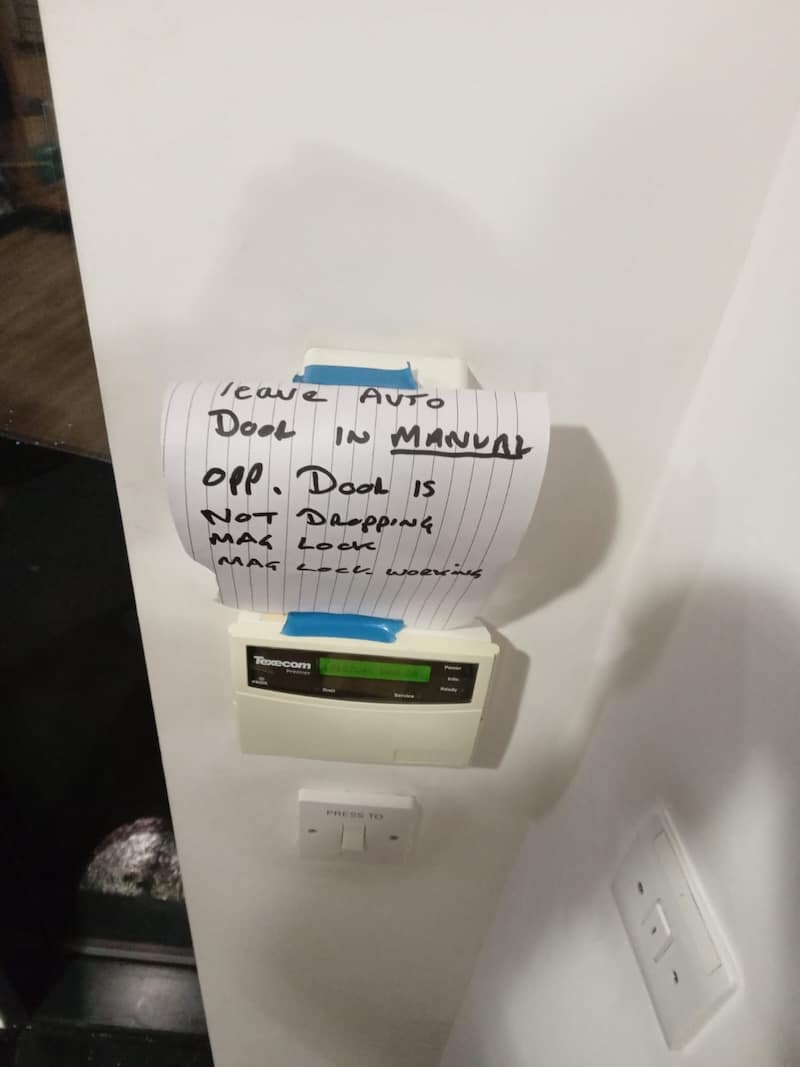 leave AUTO
DOOR IN MANUAL
OPP. DOOR IS
NOT DROPPING
MAG LOCK
MAG LOCK WORKING
Texecom
Premier
Power
Info
Ready
Service
PRESS TO